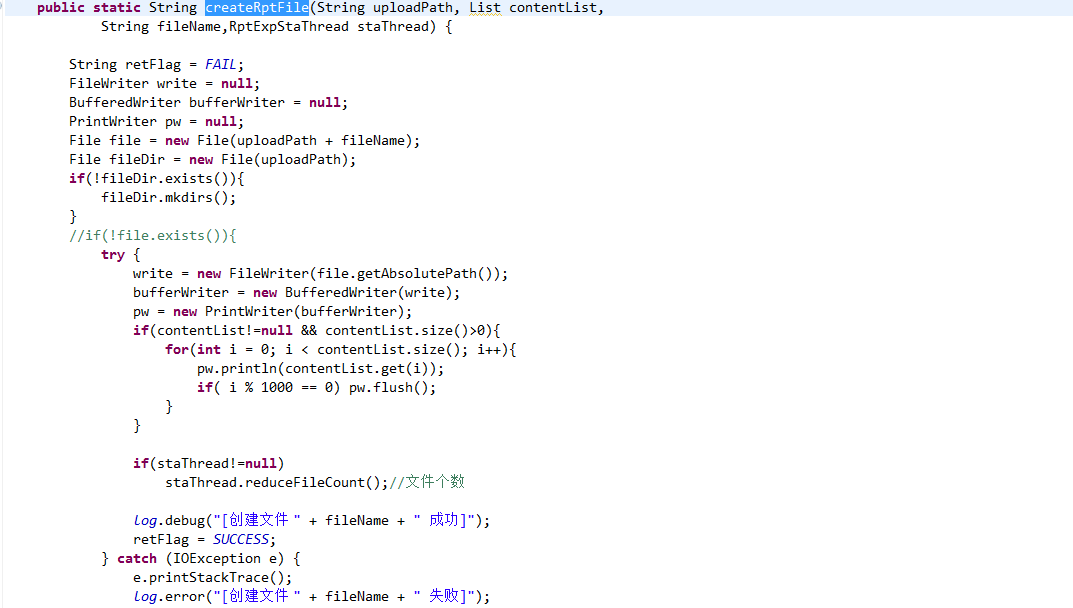 public static String createRptFile(String uploadPath, List contentList,
String fileName,RptExpStaThread staThread) {
String retFlag = FAIL;
FileWriter write = null;
BufferedWriter bufferWriter = null;
PrintWriter pw = null;
File file = new File(uploadPath + fileName);
File fileDir = new File(uploadPath);
if(!fileDir.exists()){
fileDir.mkdirs();
}
//if(!file.exists()){
try {
write = new FileWriter(file.getAbsolutePath());
bufferWriter = new BufferedWriter(write);
pw = new PrintWriter(bufferWriter);
if(contentList!=null && contentList.size()>0){
for(int i = 0; i < contentList.size(); i++){
pw.println(contentList.get(i));
if( i % 1000 == 0) pw.flush();
}
}
if(staThread!=null)
staThread.reduceFileCount();//文件个数
log.debug("[创建文件 " + fileName + " 成功]");
retFlag = SUCCESS;
} catch (IOException e) {
e.printStackTrace();
log.error("[创建文件 " + fileName + " 失败]");